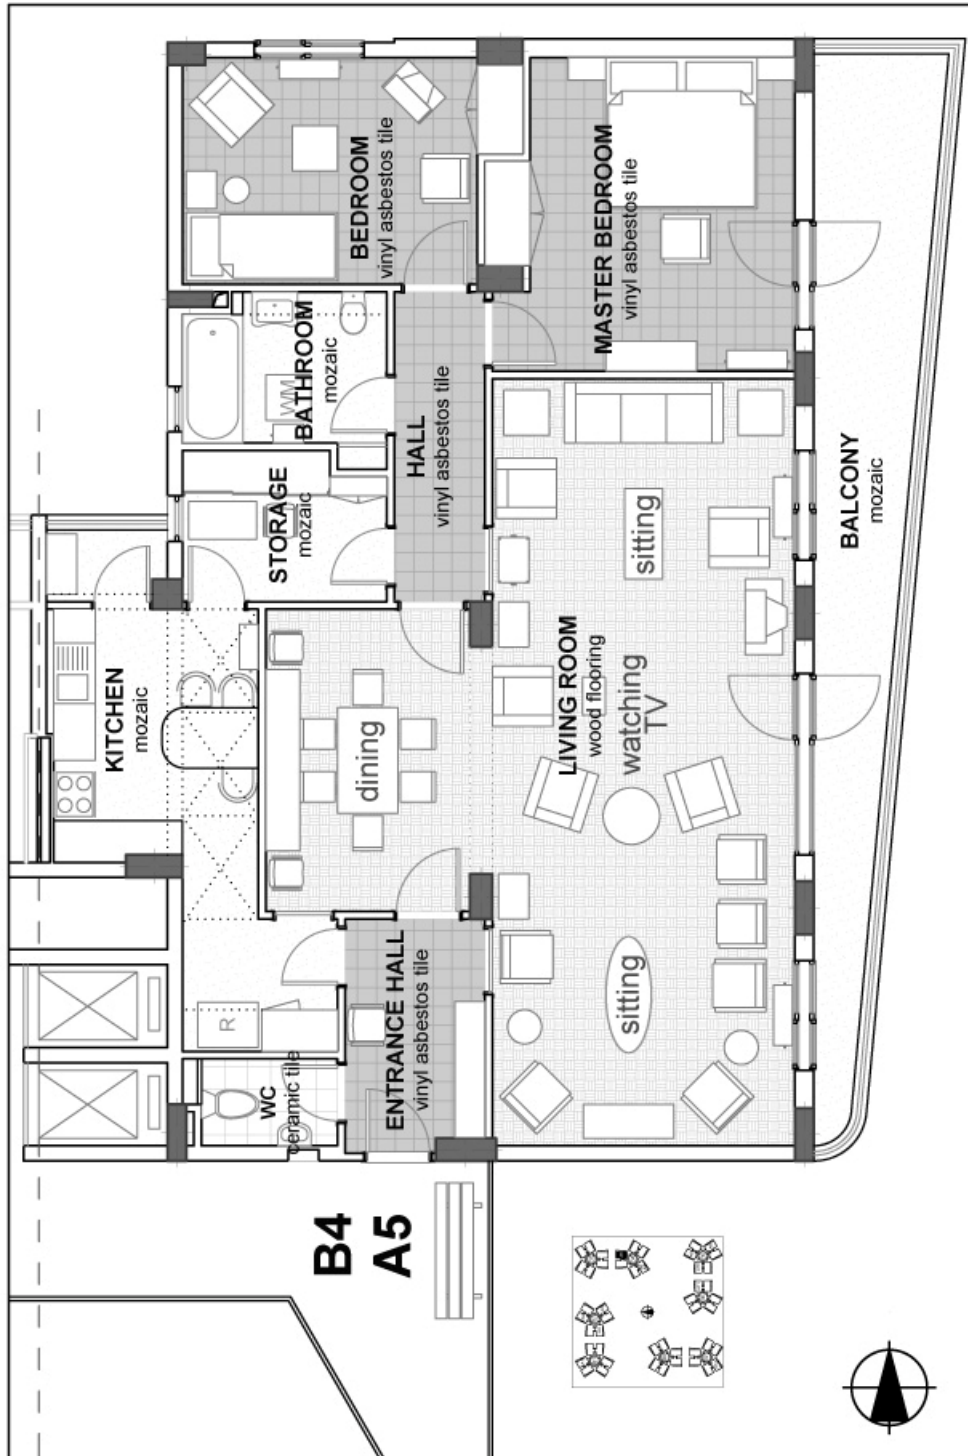 BEDROOM
vinyl asbestos tile
MASTER BEDROOM
vinyl asbestos tile
BATHROOM
mozaic
WM
HALL
vinyl asbestos tile
STORAGE
mozaic
KITCHEN
mozaic
dining
LIVING ROOM
wood flooring
sitting
watching
TV
sitting
BALCONY
mozaic
R
ENTRANCE HALL
vinyl asbestos tile
WC
ceramic tile
B4
A5